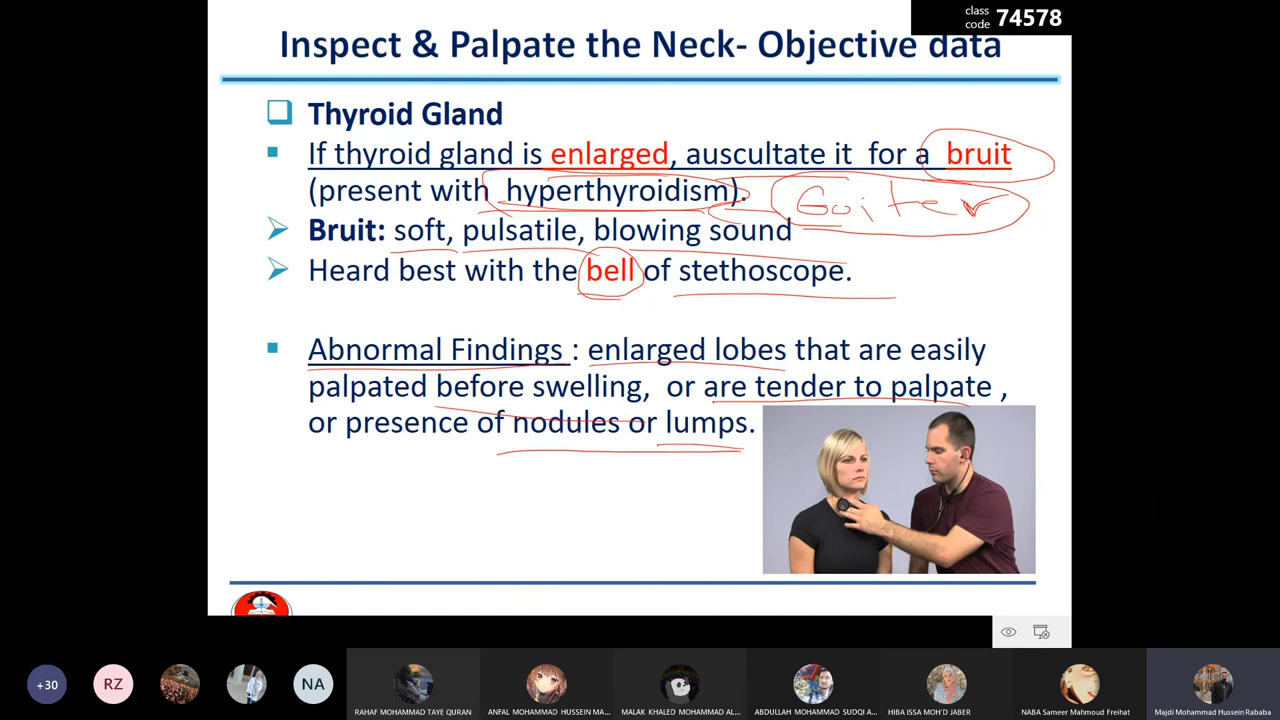 class
code 74578
Inspect & Palpate the Neck- Objective data
Thyroid Gland
If thyroid gland is enlarged, auscultate it for a bruit
(present with hyperthyroidism).
Goiter
Bruit: soft, pulsatile, blowing sound
Heard best with the bell of stethoscope.
Abnormal Findings : enlarged lobes that are easily
palpated before swelling, or are tender to palpate ,
or presence of nodules or lumps.
+30
RZ
NA
RAHAF MOHAMMAD TAYE QURAN
ANFAL MOHAMMAD HUSSEIN MA...
MALAK KHALED MOHAMMAD AL...
ABDULLAH MOHAMMAD SUDQI A...
HIBA ISSA MOH'D JABER
NABA Sameer Mahmoud Freihat
Majdi Mohammad Hussein Rababa